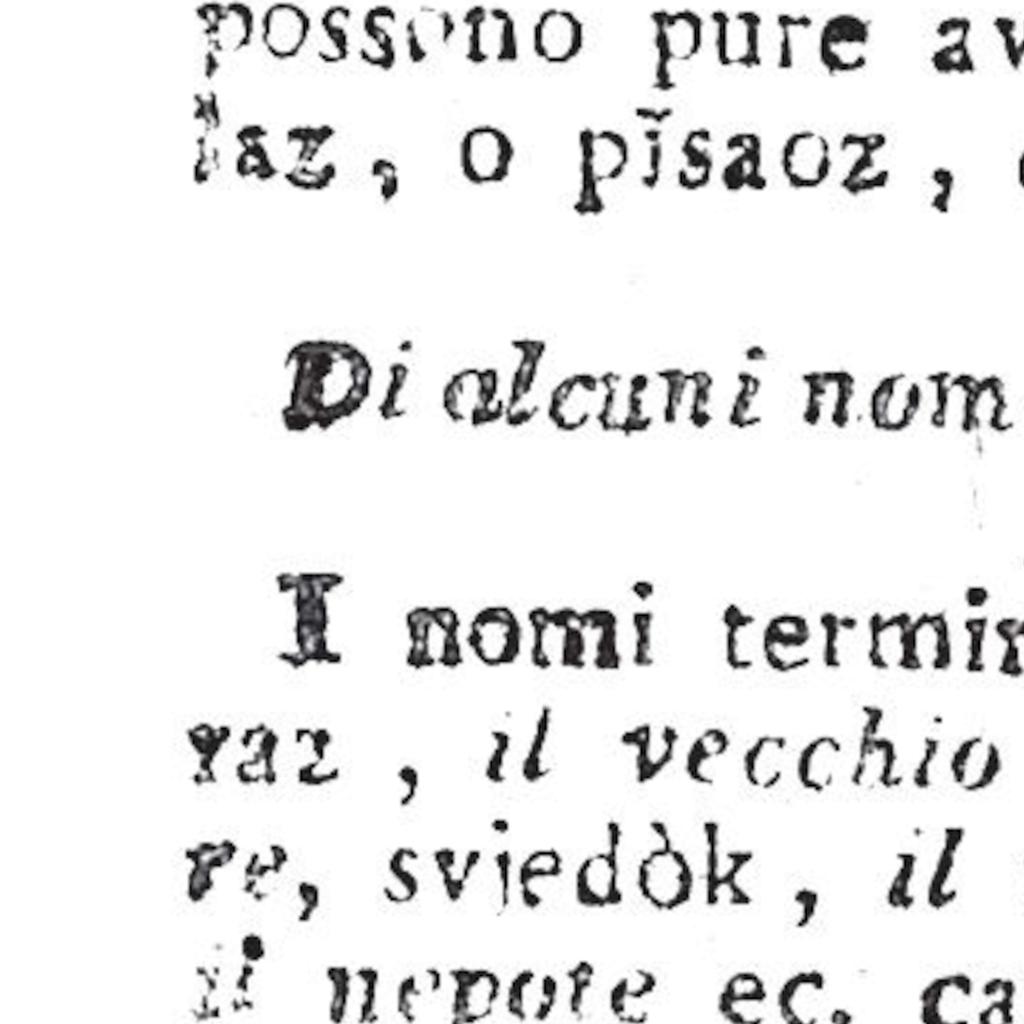 possono pure av
laz, o pĭsaoz,
Di alcuni nom
I nomi termin
raz, il vecchio
re, svjedòk, il
il nepote ec. ca